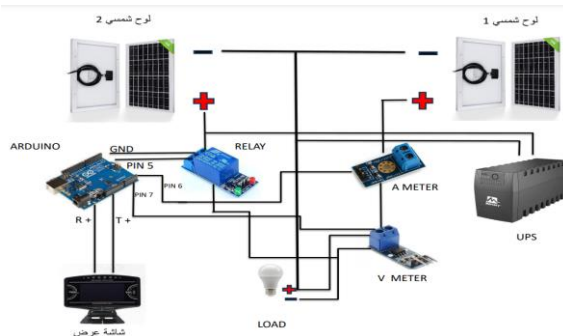 لوح شمسي 2
لوح شمسي 1
ARDUINO
GND
PIN 5
RELAY
PIN 6
PIN 7
A METER
R +
T +
UPS
V METER
LOAD
شاشة عرض